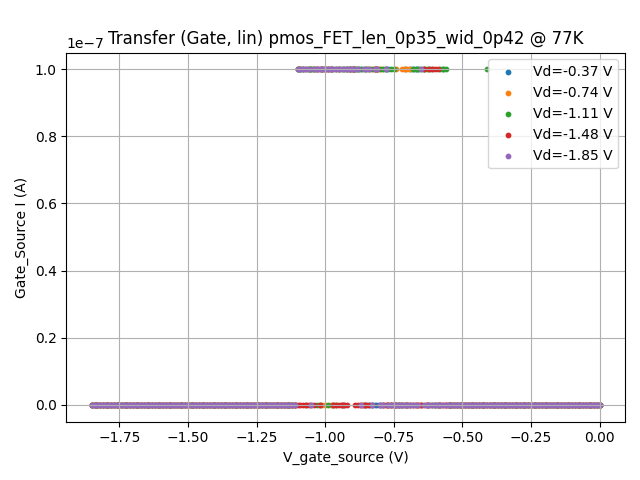 Transfer (Gate, lin) pmos_FET_len_0p35_wid_0p42 @ 77K
1e−7
Vd=-0.37 V
Vd=-0.74 V
Vd=-1.11 V
Vd=-1.48 V
Vd=-1.85 V
1.0
0.8
0.6
0.4
0.2
0.0
Gate_Source I (A)
−1.75 −1.50 −1.25 −1.00 −0.75 −0.50 −0.25 0.00
V_gate_source (V)